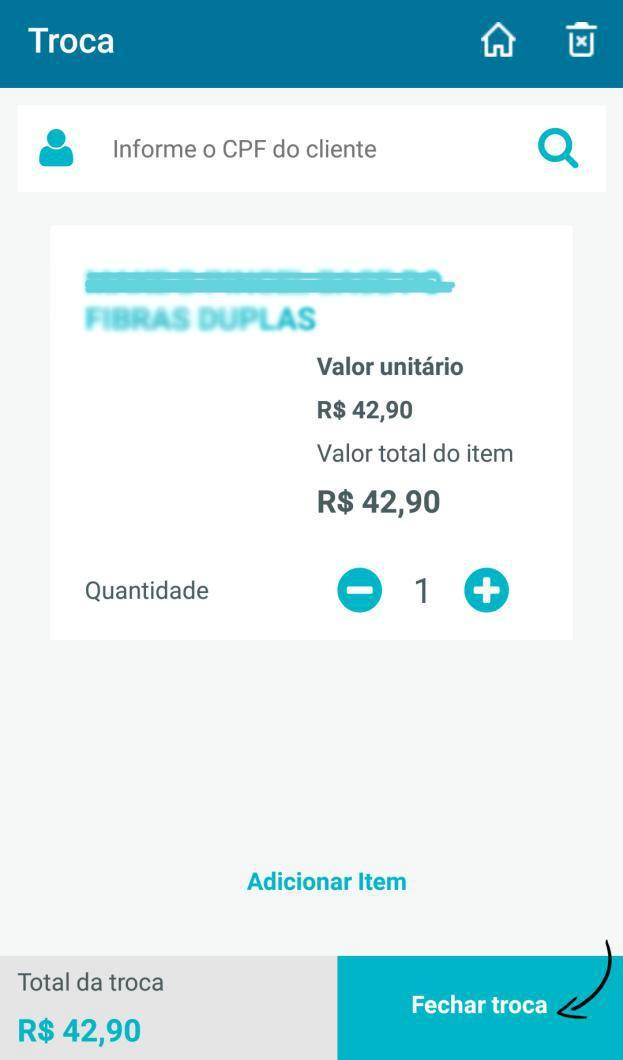 Troca
Informe o CPF do cliente
FIBRAS DUPLAS
Valor unitário
R$ 42,90
Valor total do item
R$ 42,90
Quantidade
1
Adicionar Item
Total da troca
R$ 42,90
Fechar troca